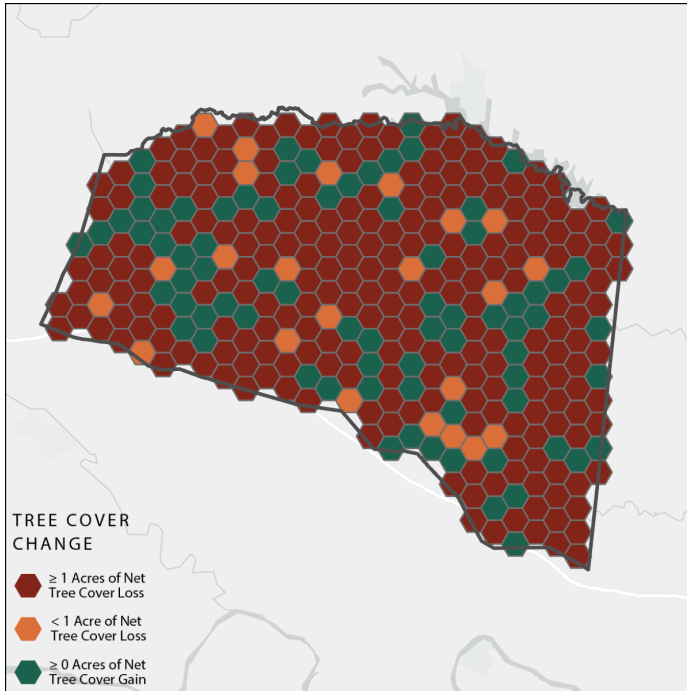 TREE COVER
CHANGE
≥ 1 Acres of Net
Tree Cover Loss
< 1 Acre of Net
Tree Cover Loss
≥ 0 Acres of Net
Tree Cover Gain